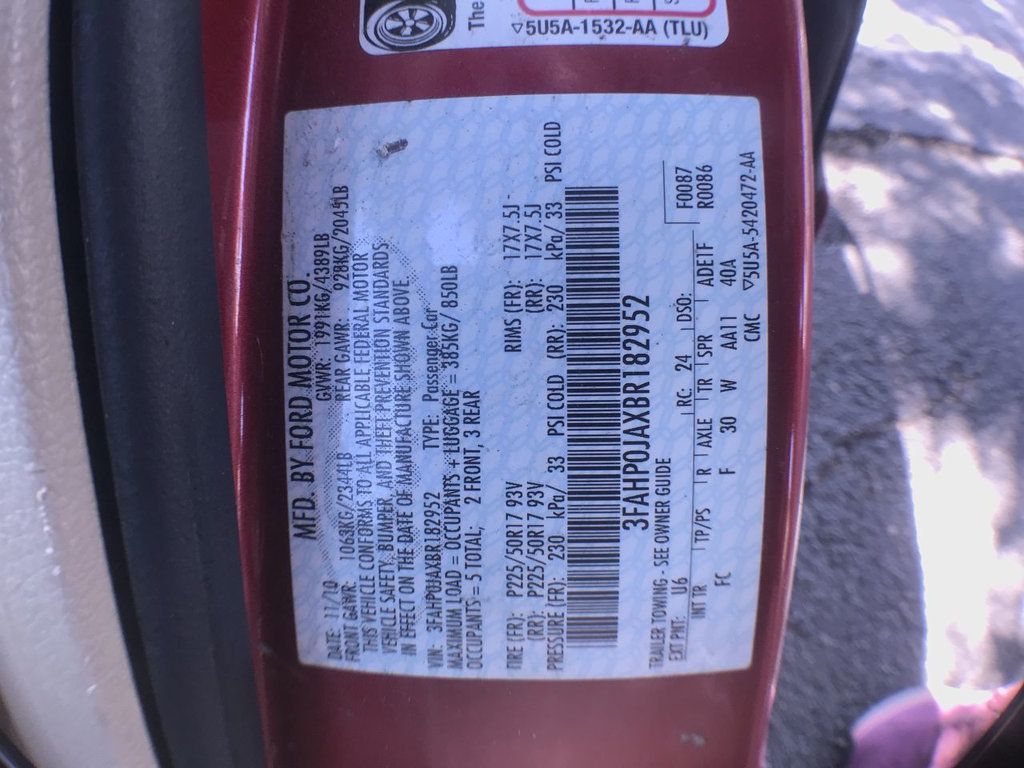 The
▽5U5A-1532-AA (TLU)
MFD. BY FORD MOTOR CO.
DATE: 11/10 GVWR: 1991KG/4389LB
FRONT GAWR: 1063KG/2344LB REAR GAWR: 928KG/2045LB
THIS VEHICLE CONFORMS TO ALL APPLICABLE FEDERAL MOTOR
VEHICLE SAFETY, BUMPER, AND THEFT PREVENTION STANDARDS
IN EFFECT ON THE DATE OF MANUFACTURE SHOWN ABOVE.
VIN: 3FAHP0JAXBR182952 TYPE: Passenger Car
MAXIMUM LOAD = OCCUPANTS + LUGGAGE = 385KG/ 850LB
OCCUPANTS = 5 TOTAL; 2 FRONT, 3 REAR
TIRE (FR): P225/50R17 93V RIMS (FR): 17X7.5J
(RR): P225/50R17 93V (RR): 17X7.5J
PRESSURE (FR): 230 kPa/ 33 PSI COLD (RR): 230 kPa/ 33 PSI COLD
3FAHP0JAXBR182952
TRAILER TOWING - SEE OWNER GUIDE F0087
EXT PNT: U6 RC: 24 DSO: R0086
INT TR TP/PS R AXLE TR SPR ADE1F
FC F 30 W AA11 40A
CMC ▽5U5A-5420472-AA